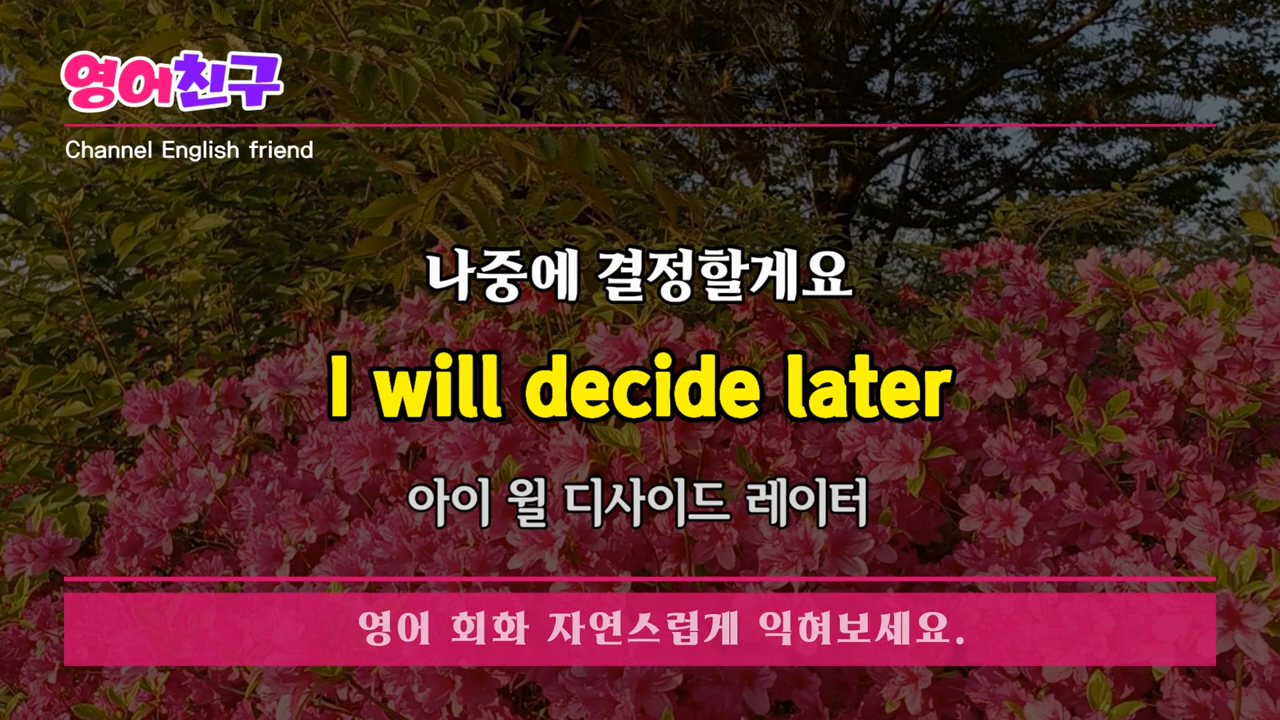 영어친구
Channel English friend
나중에 결정할게요
I will decide later
아이 윌 디사이드 레이터
영어 회화 자연스럽게 익혀보세요.